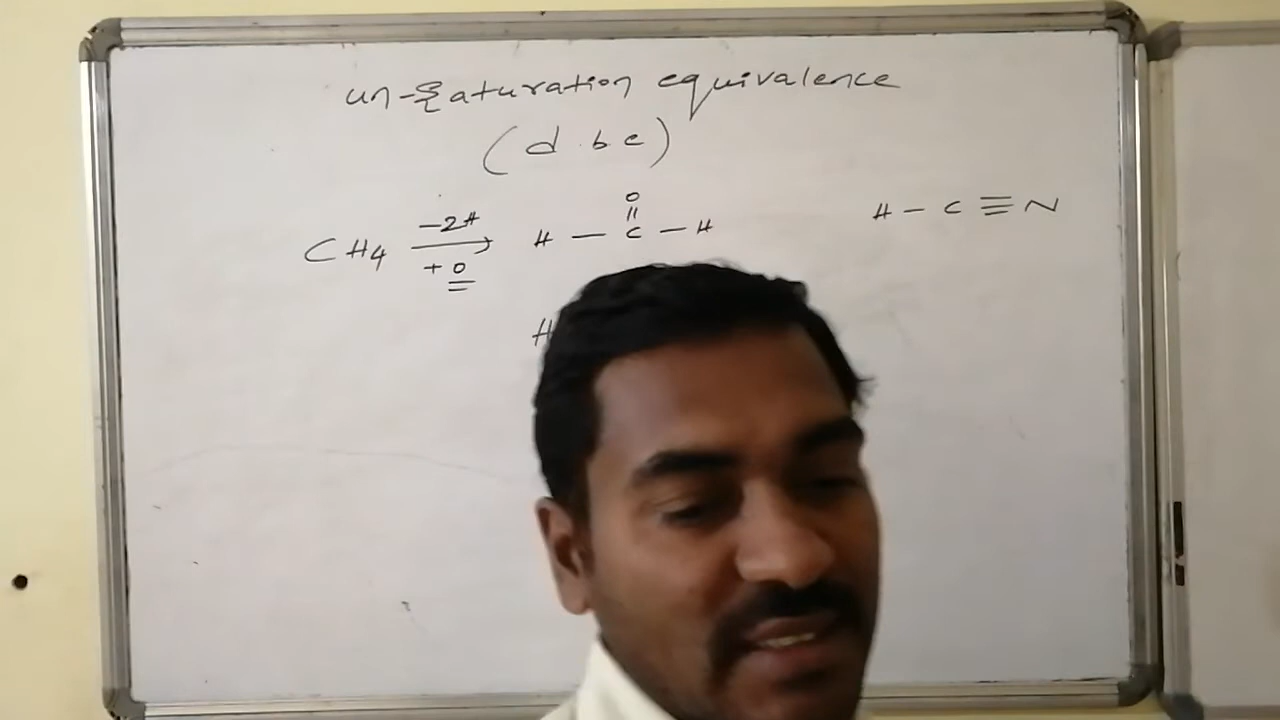 un-saturation equivalence
(d.b.e)
-2H
O
||
CH4 → H — C — H
+ O
H — C ≡ N
H